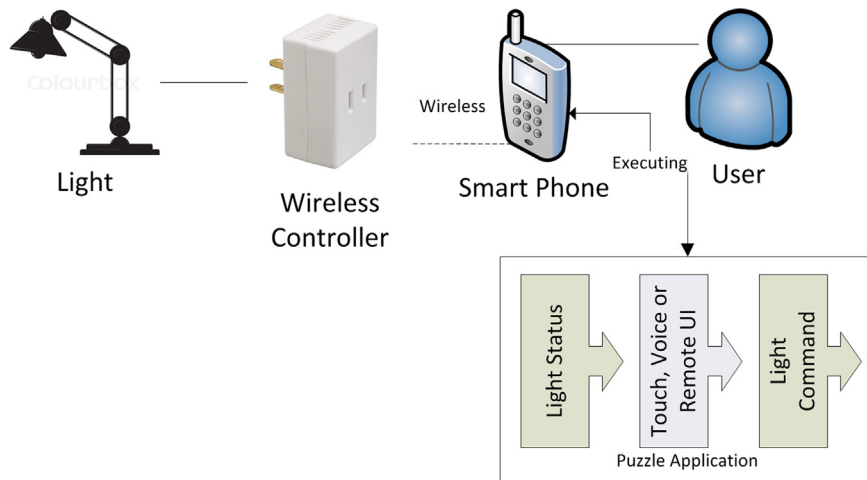 colourbox
Light
Wireless
Controller
Wireless
Smart Phone
Executing
User
Light Status
Touch, Voice or
Remote UI
Light
Command
Puzzle Application